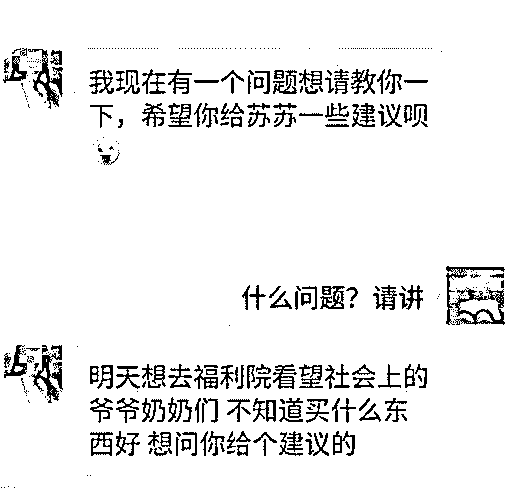 我现在有一个问题想请教你一
下，希望你给苏苏一些建议呗
什么问题？请讲
明天想去福利院看望社会上的
爷爷奶奶们 不知道买什么东
西好 想问你给个建议的